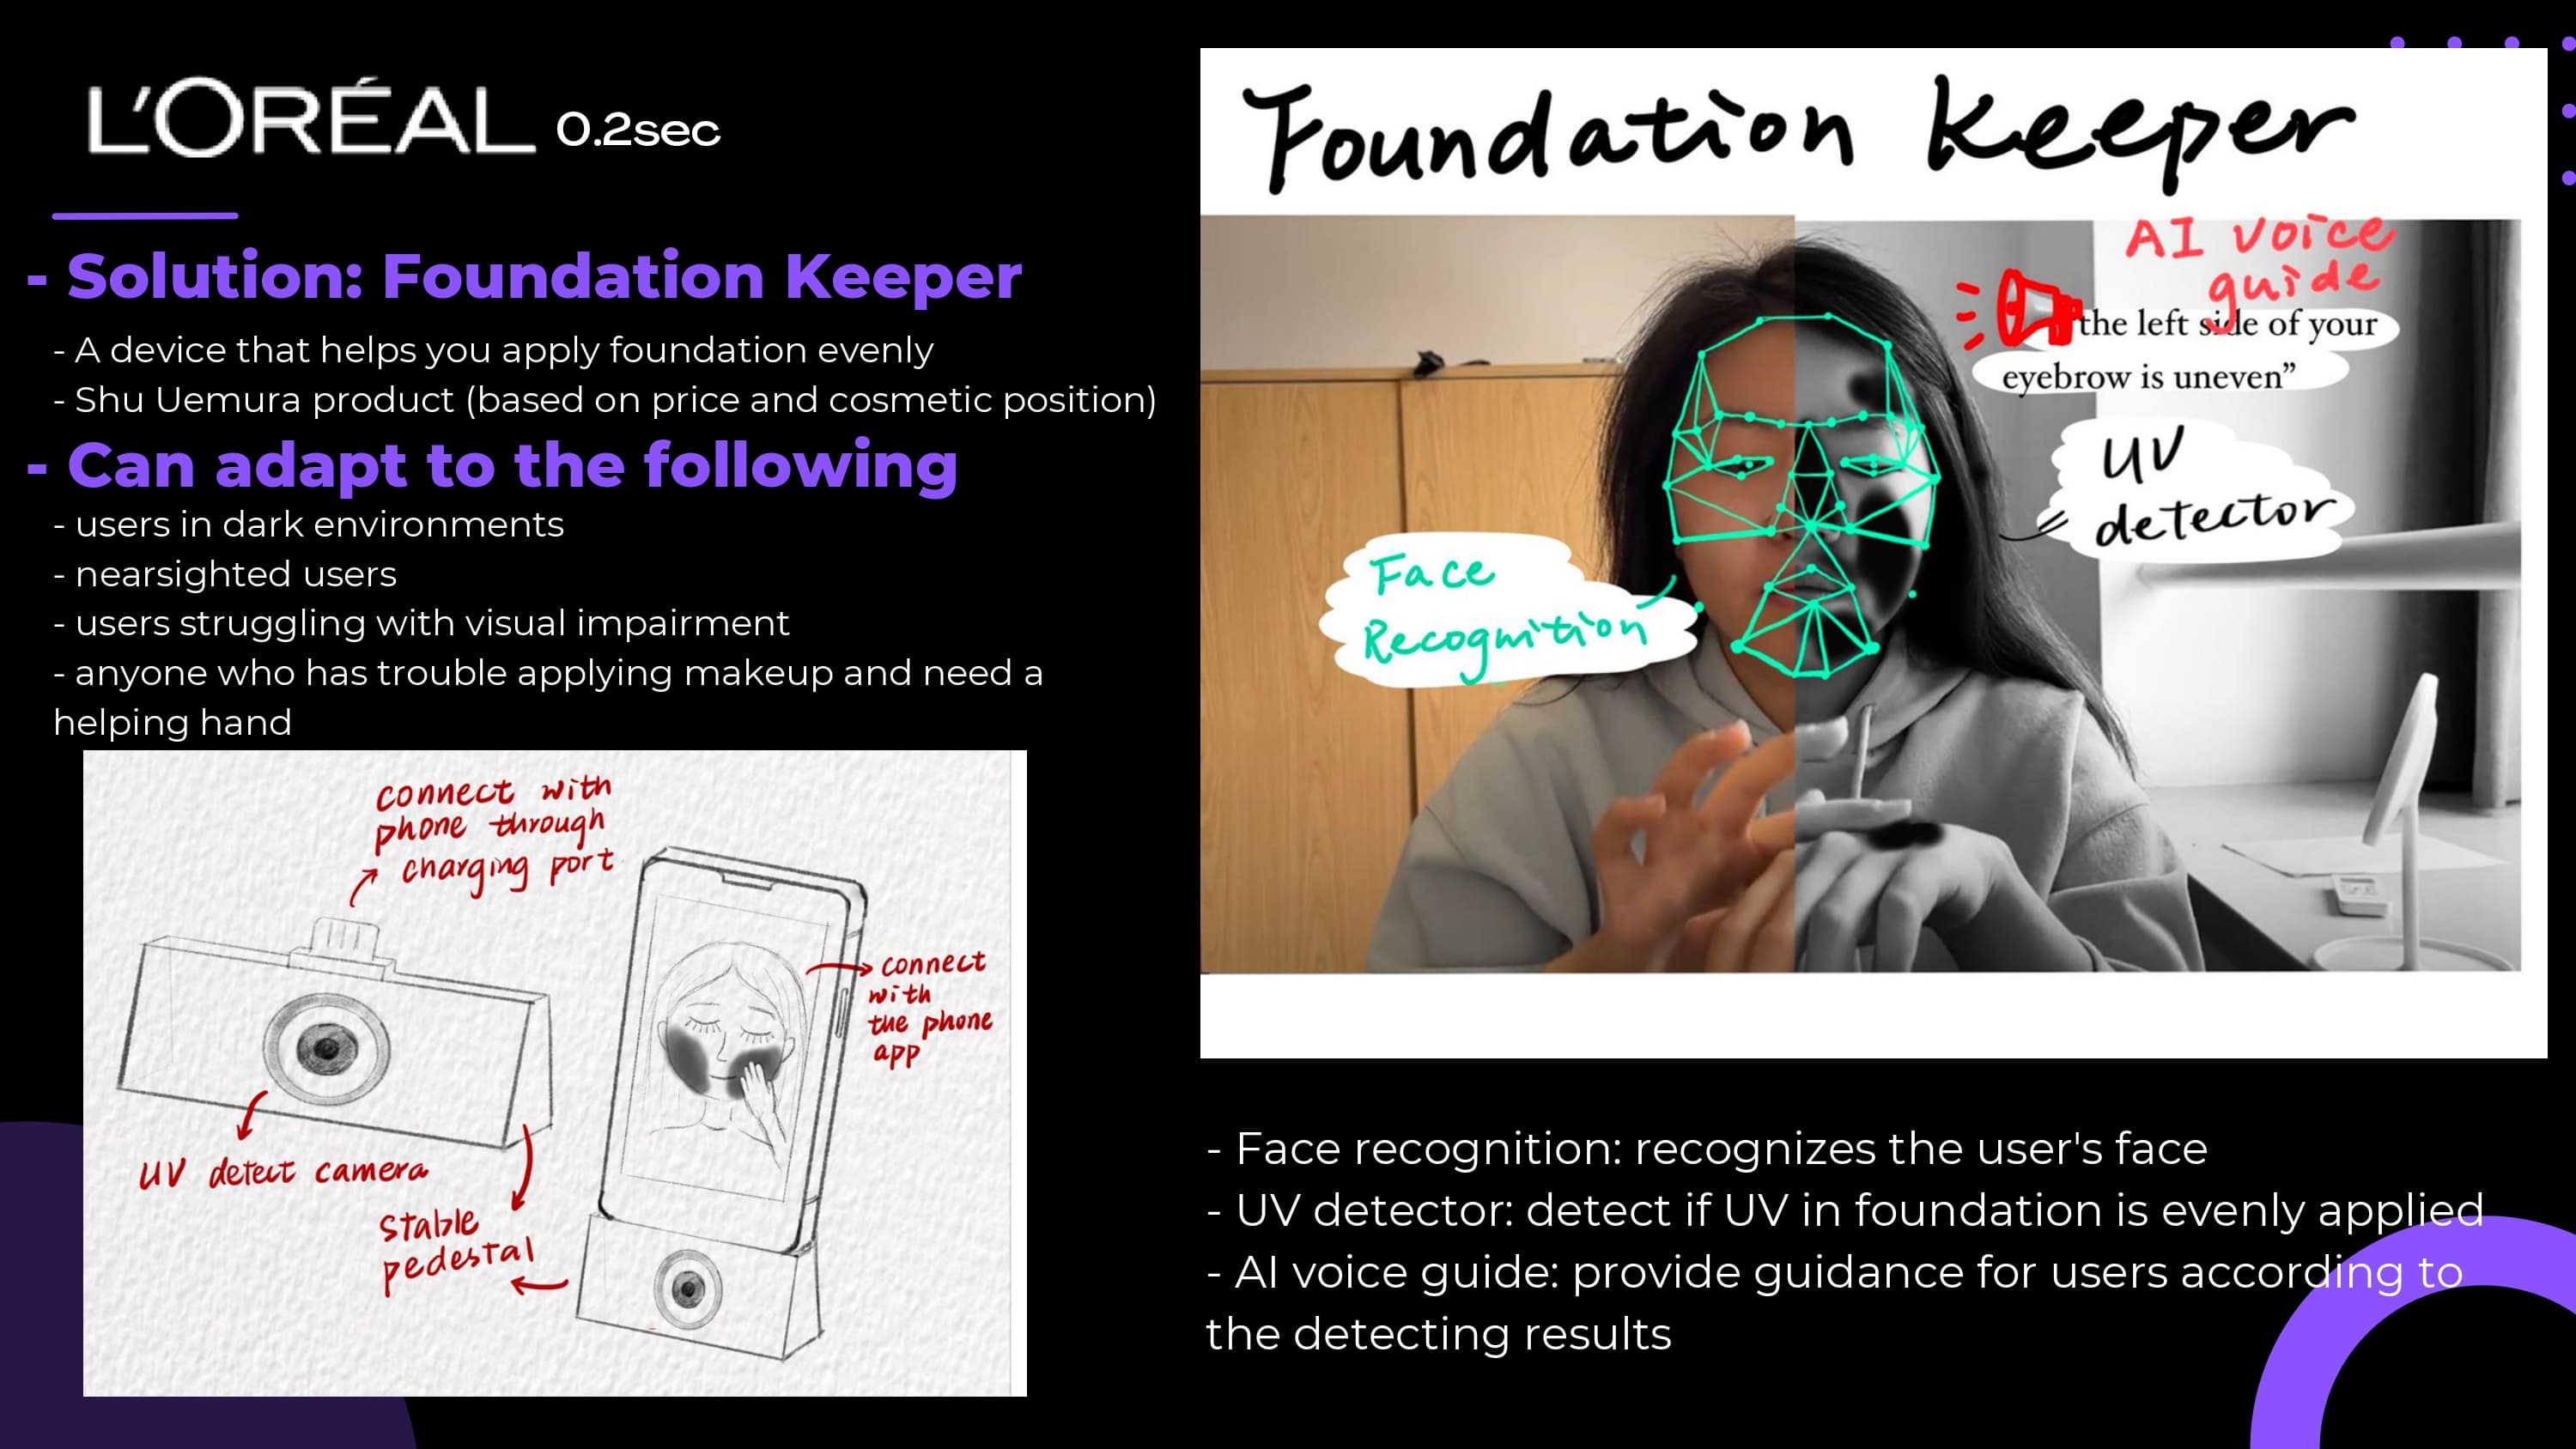 L'ORÉAL 0.2sec
- Solution: Foundation Keeper
- A device that helps you apply foundation evenly
- Shu Uemura product (based on price and cosmetic position)
- Can adapt to the following
- users in dark environments
- nearsighted users
- users struggling with visual impairment
- anyone who has trouble applying makeup and need a
helping hand
connect with
phone through
charging port
connect
with
the phone
app
UV detect camera
stable
pedestal
Foundation Keeper
AI voice
guide
the left side of your
eyebrow is uneven”
UV
detector
Face
Recognition
- Face recognition: recognizes the user's face
- UV detector: detect if UV in foundation is evenly applied
- AI voice guide: provide guidance for users according to
the detecting results